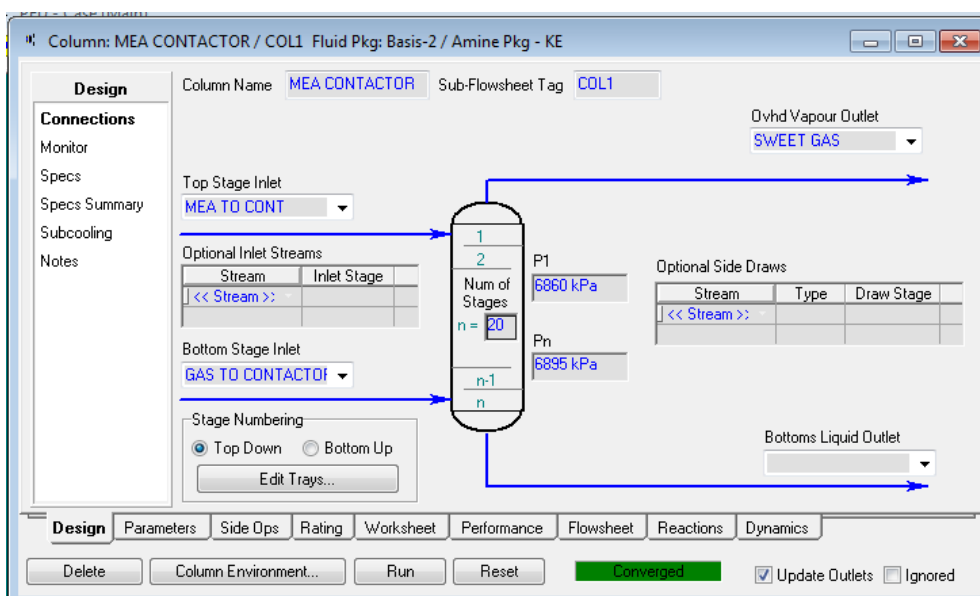 Column: MEA CONTACTOR / COL1 Fluid Pkg: Basis-2 / Amine Pkg - KE
Design
Connections
Monitor
Specs
Specs Summary
Subcooling
Notes
Column Name MEA CONTACTOR Sub-Flowsheet Tag COL1
Ovhd Vapour Outlet
SWEET GAS
Top Stage Inlet
MEA TO CONT
Optional Inlet Streams
Stream Inlet Stage
<< Stream >>
Bottom Stage Inlet
GAS TO CONTACTOR
Stage Numbering
Top Down Bottom Up
Edit Trays...
1
2
Num of
Stages
n = 20
n-1
n
P1
6860 kPa
Pn
6895 kPa
Optional Side Draws
Stream Type Draw Stage
<< Stream >>
Bottoms Liquid Outlet
Design Parameters Side Ops Rating Worksheet Performance Flowsheet Reactions Dynamics
Delete Column Environment... Run Reset Converged Update Outlets Ignored